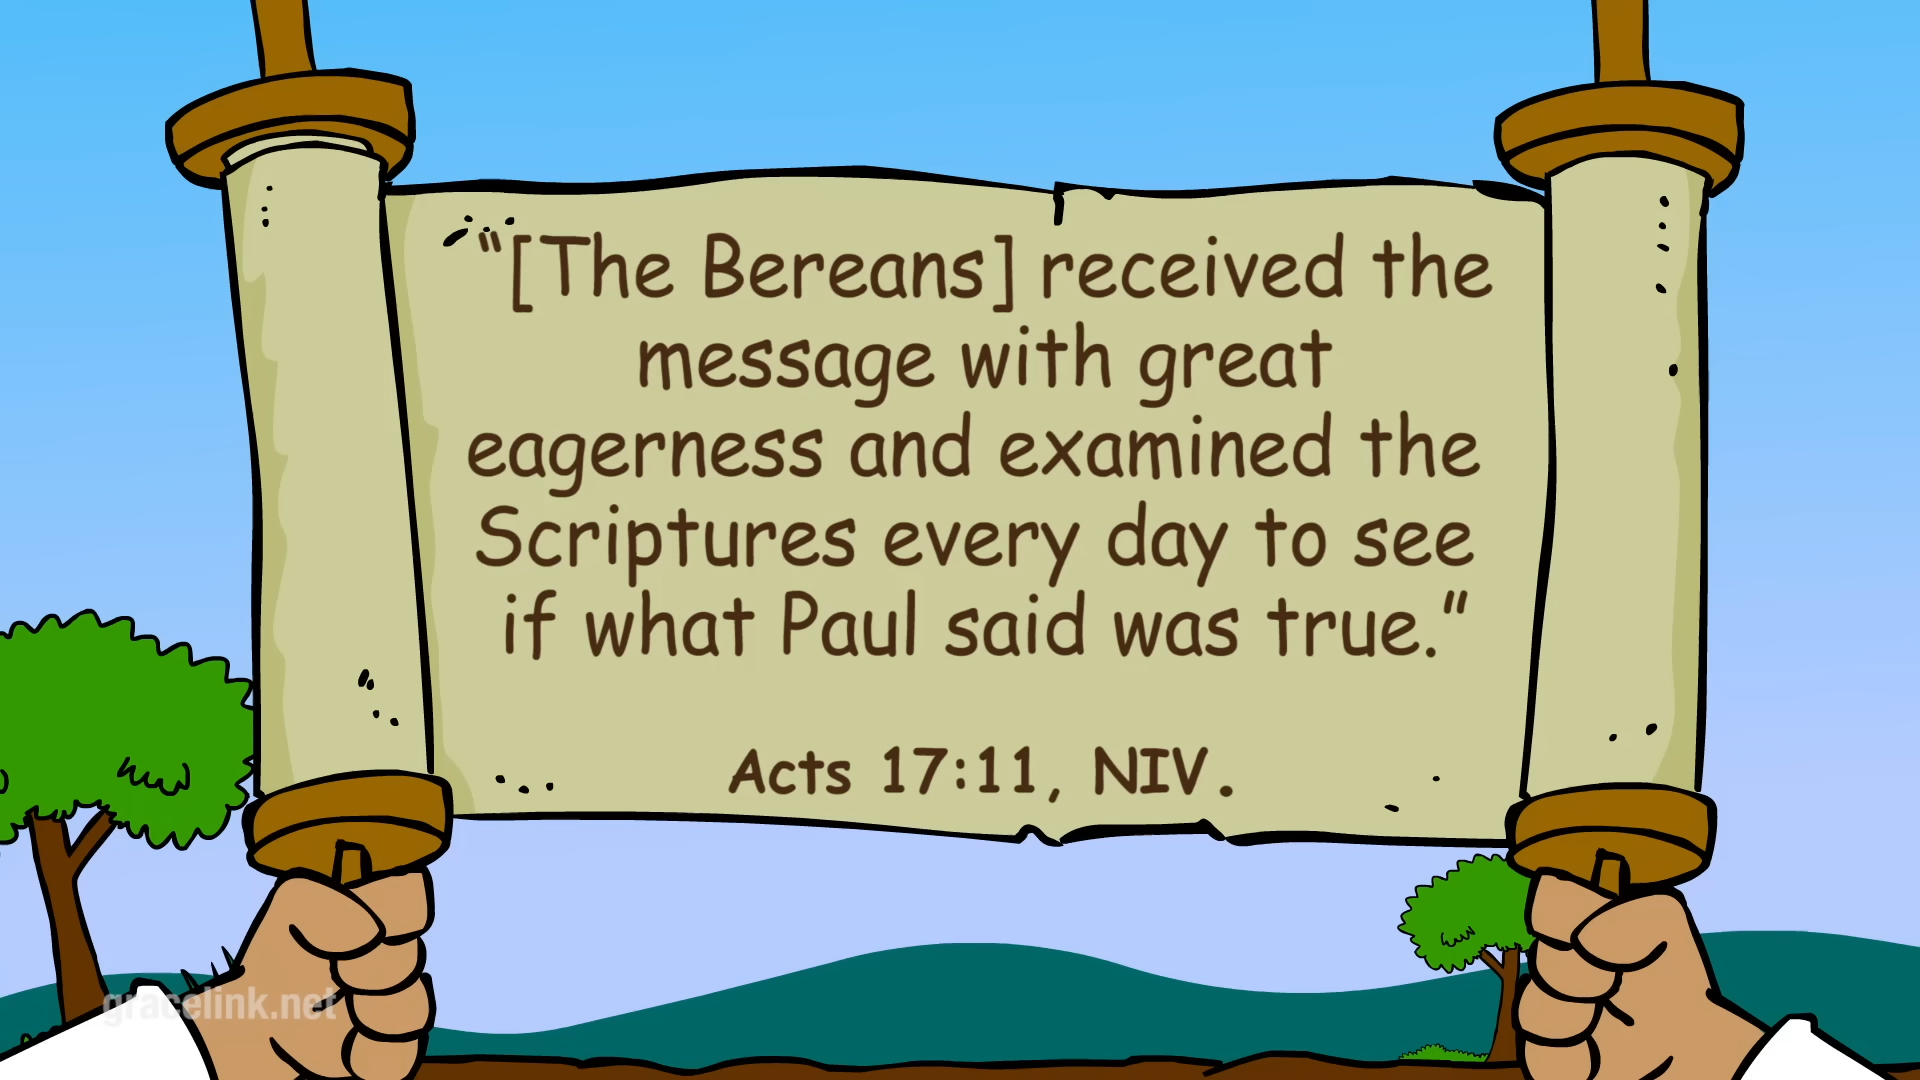 “[The Bereans] received the
message with great
eagerness and examined the
Scriptures every day to see
if what Paul said was true.”
Acts 17:11, NIV.
gracelink.net